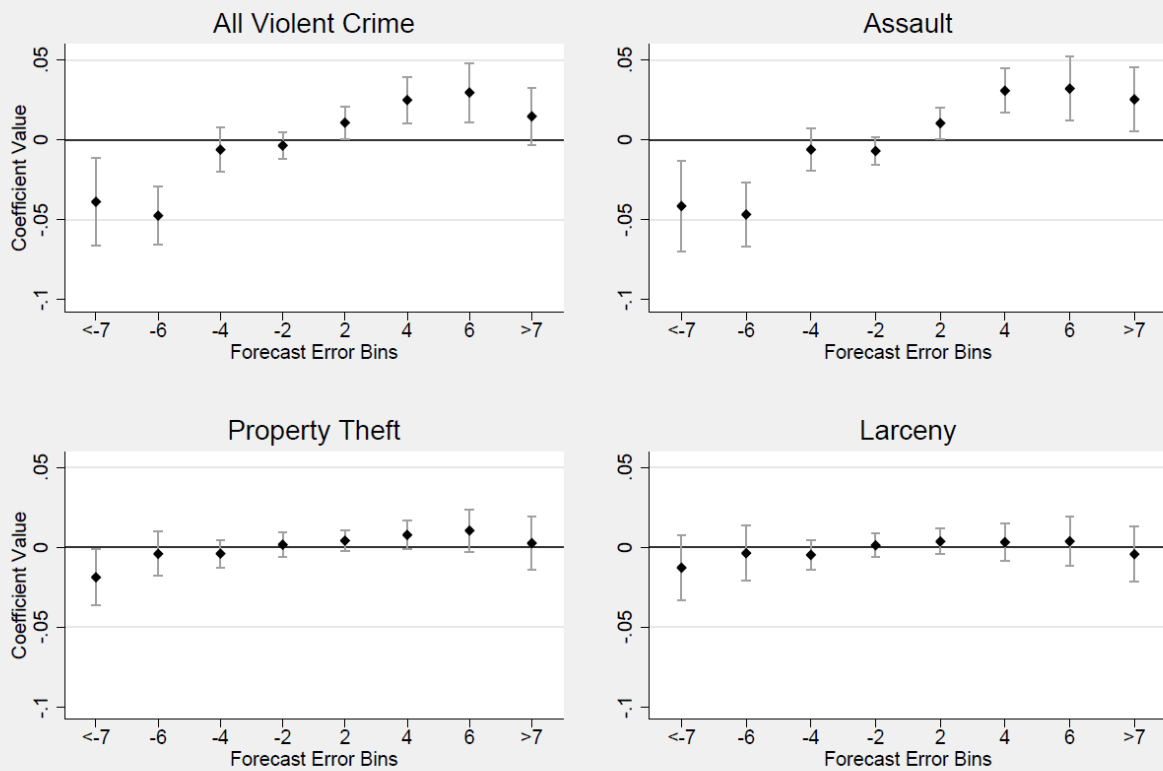 All Violent Crime
Coefficient Value
.05
0
-.05
-.1
<-7 -6 -4 -2 2 4 6 >7
Forecast Error Bins
Assault
.05
0
-.05
-.1
<-7 -6 -4 -2 2 4 6 >7
Forecast Error Bins
Property Theft
Coefficient Value
.05
0
-.05
-.1
<-7 -6 -4 -2 2 4 6 >7
Forecast Error Bins
Larceny
.05
0
-.05
-.1
<-7 -6 -4 -2 2 4 6 >7
Forecast Error Bins